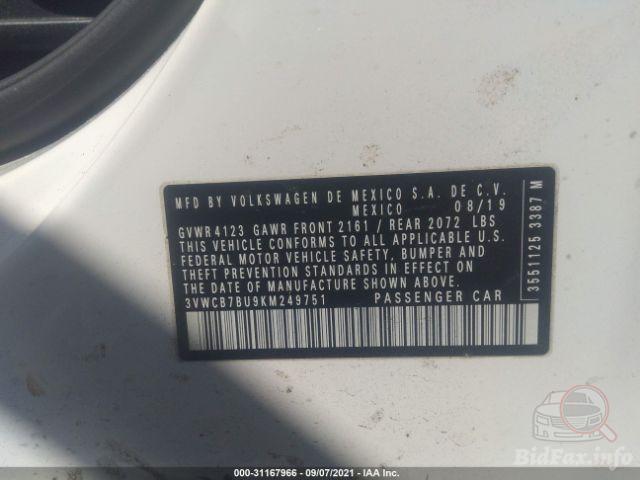 MFD BY VOLKSWAGEN DE MEXICO S.A. DE C.V.
MEXICO 08/19
GVWR 4123 GAWR FRONT 2161 / REAR 2072 LBS
THIS VEHICLE CONFORMS TO ALL APPLICABLE U.S.
FEDERAL MOTOR VEHICLE SAFETY, BUMPER AND
THEFT PREVENTION STANDARDS IN EFFECT ON
THE DATE OF MANUFACTURE SHOWN ABOVE.
3VWCB7BU9KM249751 PASSENGER CAR
3551125 3387 M
BidFax.info
000-31167966 - 09/07/2021 - IAA Inc.